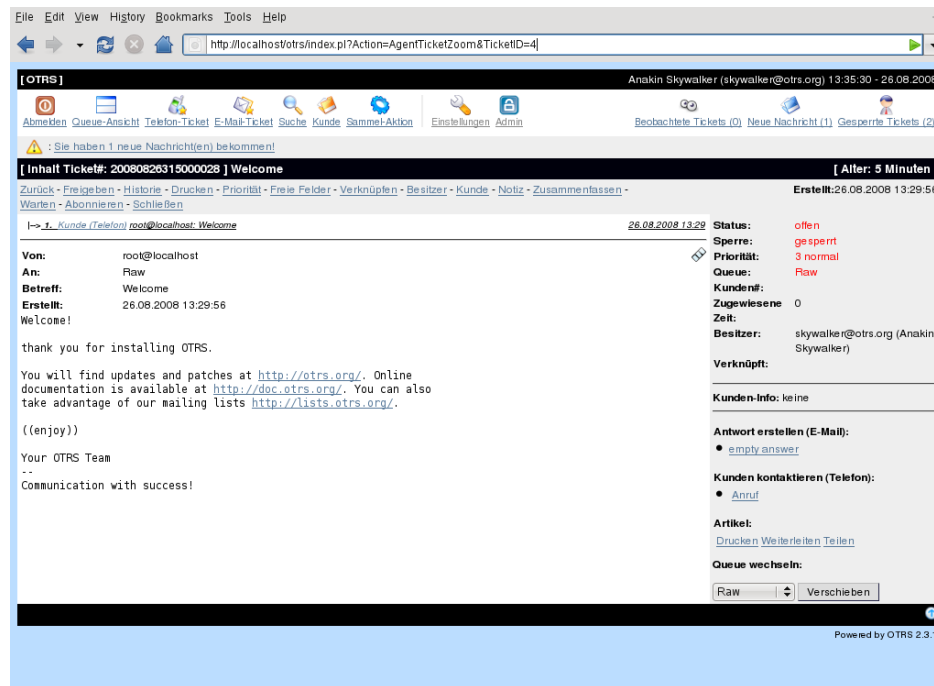 File Edit View History Bookmarks Tools Help
http://localhost/otrs/index.pl?Action=AgentTicketZoom&TicketID=4
[ OTRS ] Anakin Skywalker (skywalker@otrs.org) 13:35:30 - 26.08.2008
Abmelden Queue-Ansicht Telefon-Ticket E-Mail-Ticket Suche Kunde Sammel-Aktion Einstellungen Admin Beobachtete Tickets (0) Neue Nachricht (1) Gesperrte Tickets (2)
: Sie haben 1 neue Nachricht(en) bekommen!
[ Inhalt Ticket#: 20080826315000028 ] Welcome [ Alter: 5 Minuten
Zurück - Freigeben - Historie - Drucken - Priorität - Freie Felder - Verknüpfen - Besitzer - Kunde - Notiz - Zusammenfassen -
Warten - Abonnieren - Schließen
Erstellt:26.08.2008 13:29:56
|--> 1. Kunde (Telefon) root@localhost: Welcome 26.08.2008 13:29
Von: root@localhost
An: Raw
Betreff: Welcome
Erstellt: 26.08.2008 13:29:56
Welcome!
thank you for installing OTRS.
You will find updates and patches at http://otrs.org/. Online
documentation is available at http://doc.otrs.org/. You can also
take advantage of our mailing lists http://lists.otrs.org/.
((enjoy))
Your OTRS Team
--
Communication with success!
Status: offen
Sperre: gesperrt
Priorität: 3 normal
Queue: Raw
Kunden#:
Zugewiesene 0
Zeit:
Besitzer: skywalker@otrs.org (Anakin
Skywalker)
Verknüpft:
Kunden-Info: keine
Antwort erstellen (E-Mail):
empty answer
Kunden kontaktieren (Telefon):
Anruf
Artikel:
Drucken Weiterleiten Teilen
Queue wechseln:
Raw Verschieben
Powered by OTRS 2.3.